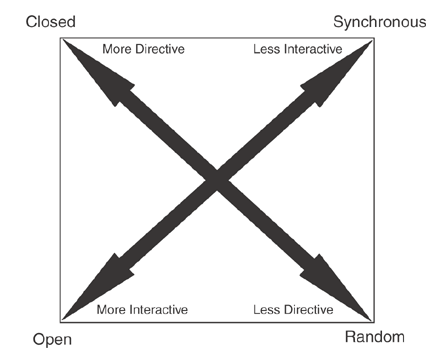 Closed
Synchronous
More Directive
Less Interactive
More Interactive
Less Directive
Open
Random